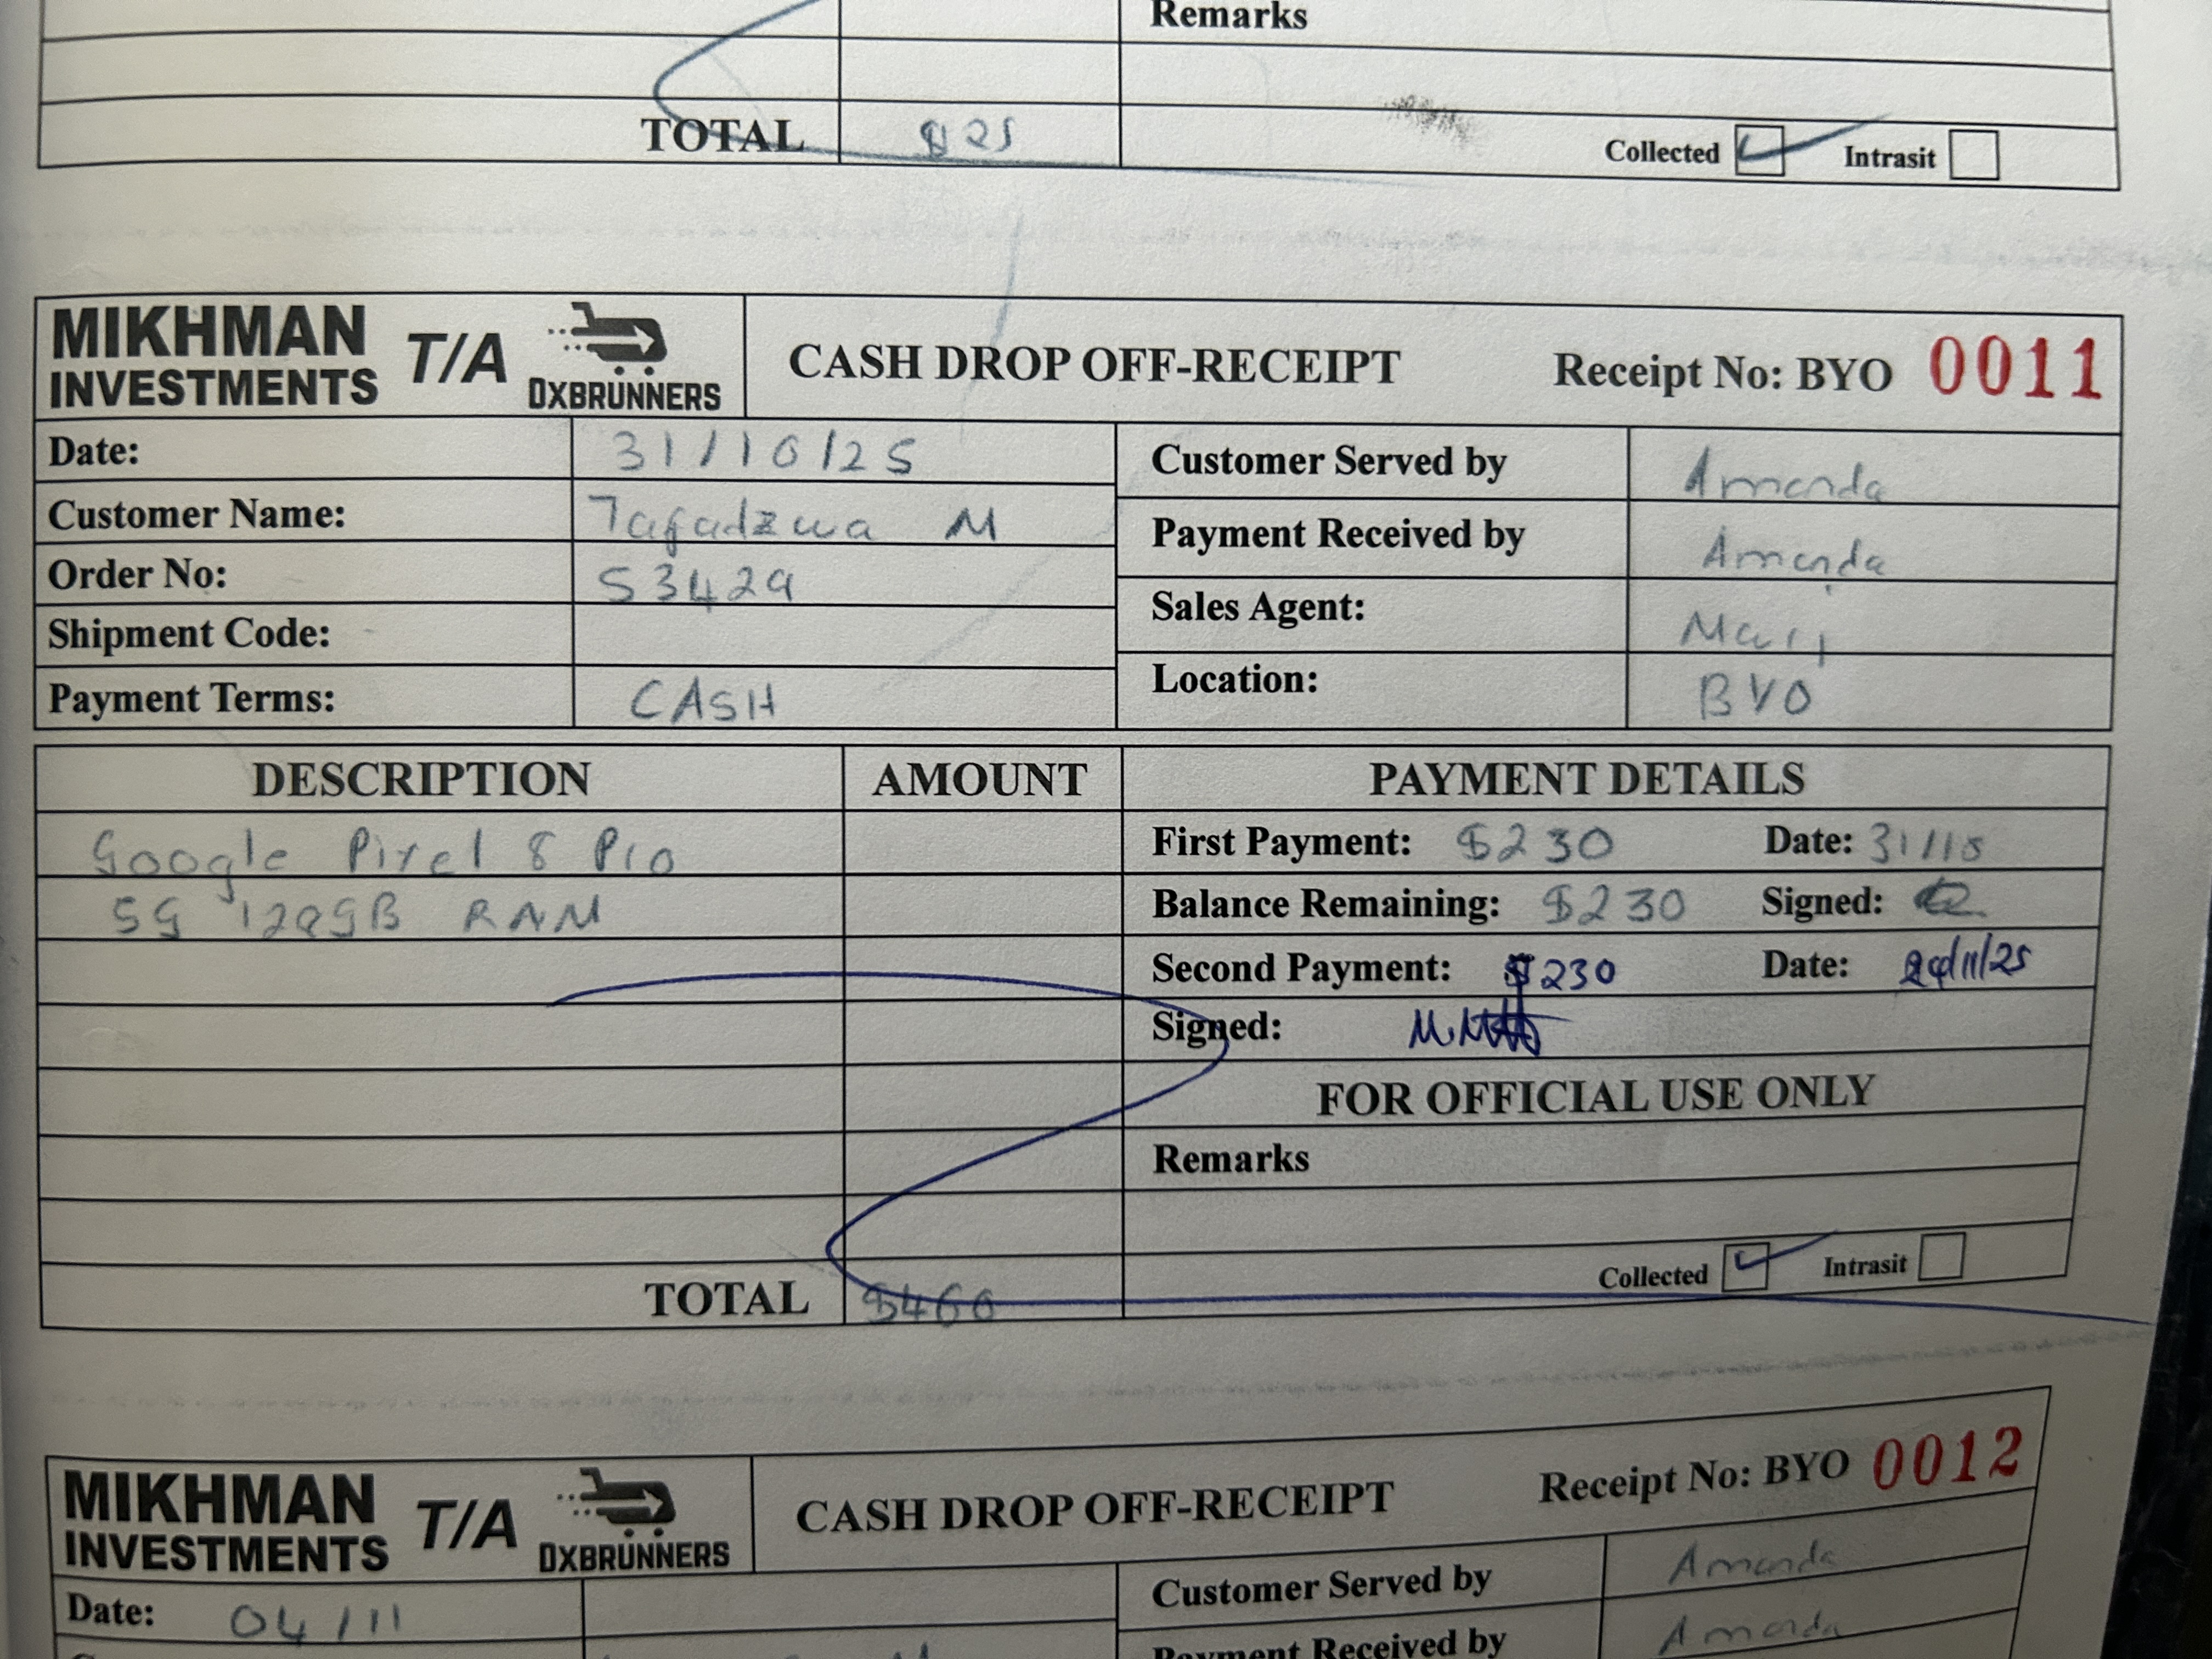 Remarks
TOTAL $25
Collected Intrasit
MIKHMAN INVESTMENTS T/A DXBRUNNERS CASH DROP OFF-RECEIPT Receipt No: BYO 0011
Date: 31/10/25 Customer Served by Amanda
Customer Name: Tafadzwa M Payment Received by Amanda
Order No: 53429 Sales Agent:
Shipment Code: Location: BYO
Payment Terms: CASH
DESCRIPTION AMOUNT PAYMENT DETAILS
Google Pixel 8 Pro First Payment: $230 Date: 31/10
5G 128GB RAM Balance Remaining: $230 Signed:
Second Payment: $230 Date:
Signed:
FOR OFFICIAL USE ONLY
Remarks
Collected Intrasit
TOTAL $460
MIKHMAN INVESTMENTS T/A DXBRUNNERS CASH DROP OFF-RECEIPT Receipt No: BYO 0012
Date: 04/11 Customer Served by Amanda
Payment Received by Amanda